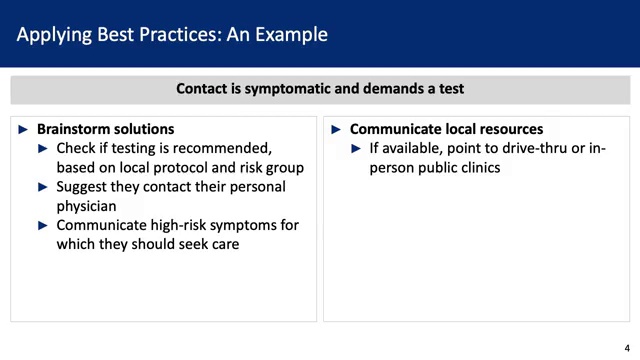 Applying Best Practices: An Example
Contact is symptomatic and demands a test
► Brainstorm solutions
► Check if testing is recommended,
based on local protocol and risk group
► Suggest they contact their personal
physician
► Communicate high-risk symptoms for
which they should seek care
► Communicate local resources
► If available, point to drive-thru or in-
person public clinics
4